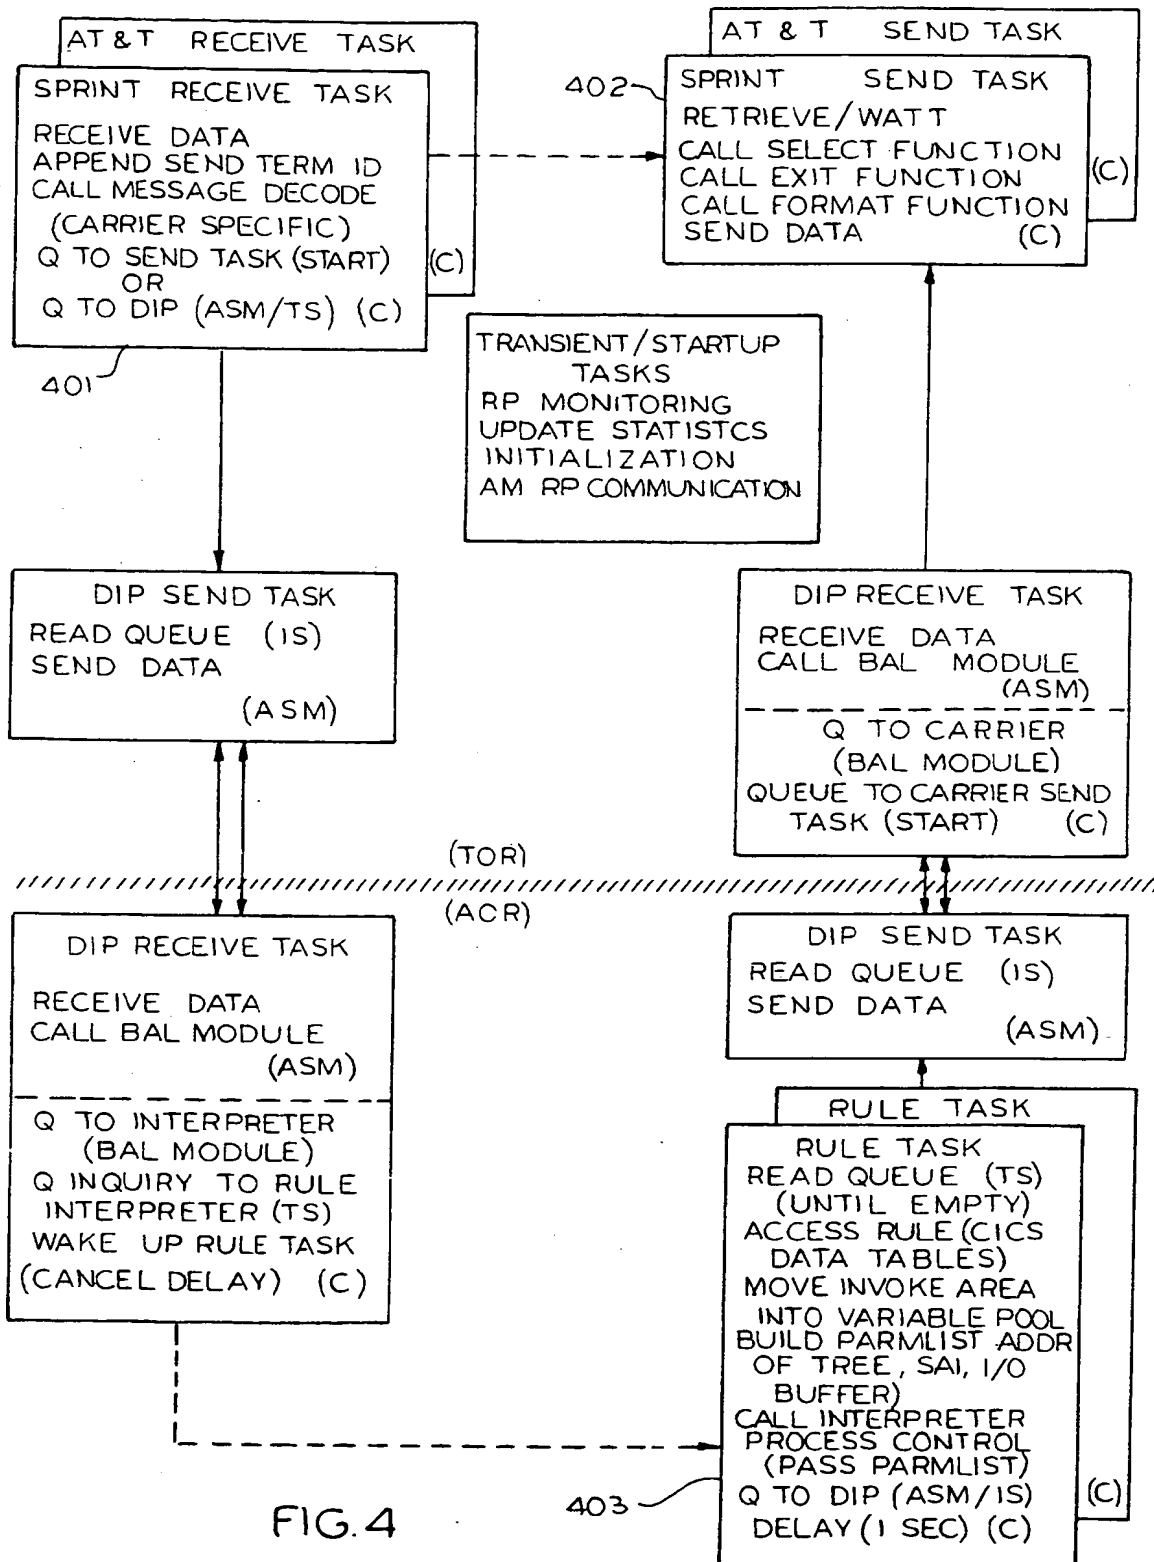 AT & T RECEIVE TASK
SPRINT RECEIVE TASK
RECEIVE DATA
APPEND SEND TERM ID
CALL MESSAGE DECODE
(CARRIER SPECIFIC)
Q TO SEND TASK (START)
OR
Q TO DIP (ASM/TS) (C)
(C)
401
AT & T SEND TASK
402
SPRINT SEND TASK
RETRIEVE/WATT
CALL SELECT FUNCTION
CALL EXIT FUNCTION
CALL FORMAT FUNCTION
SEND DATA (C)
(C)
TRANSIENT/STARTUP
TASKS
RP MONITORING
UPDATE STATISTCS
INITIALIZATION
AM RP COMMUNICATION
DIP SEND TASK
READ QUEUE (IS)
SEND DATA
(ASM)
DIP RECEIVE TASK
RECEIVE DATA
CALL BAL MODULE
(ASM)
Q TO CARRIER
(BAL MODULE)
QUEUE TO CARRIER SEND
TASK (START) (C)
(TOR)
(ACR)
DIP RECEIVE TASK
RECEIVE DATA
CALL BAL MODULE
(ASM)
Q TO INTERPRETER
(BAL MODULE)
Q INQUIRY TO RULE
INTERPRETER (TS)
WAKE UP RULE TASK
(CANCEL DELAY) (C)
DIP SEND TASK
READ QUEUE (IS)
SEND DATA
(ASM)
RULE TASK
RULE TASK
READ QUEUE (TS)
(UNTIL EMPTY)
ACCESS RULE (CICS
DATA TABLES)
MOVE INVOKE AREA
INTO VARIABLE POOL
BUILD PARMLIST ADDR
OF TREE, SAI, I/O
BUFFER)
CALL INTERPRETER
PROCESS CONTROL
(PASS PARMLIST)
Q TO DIP (ASM/IS)
DELAY (1 SEC) (C)
(C)
403
FIG. 4